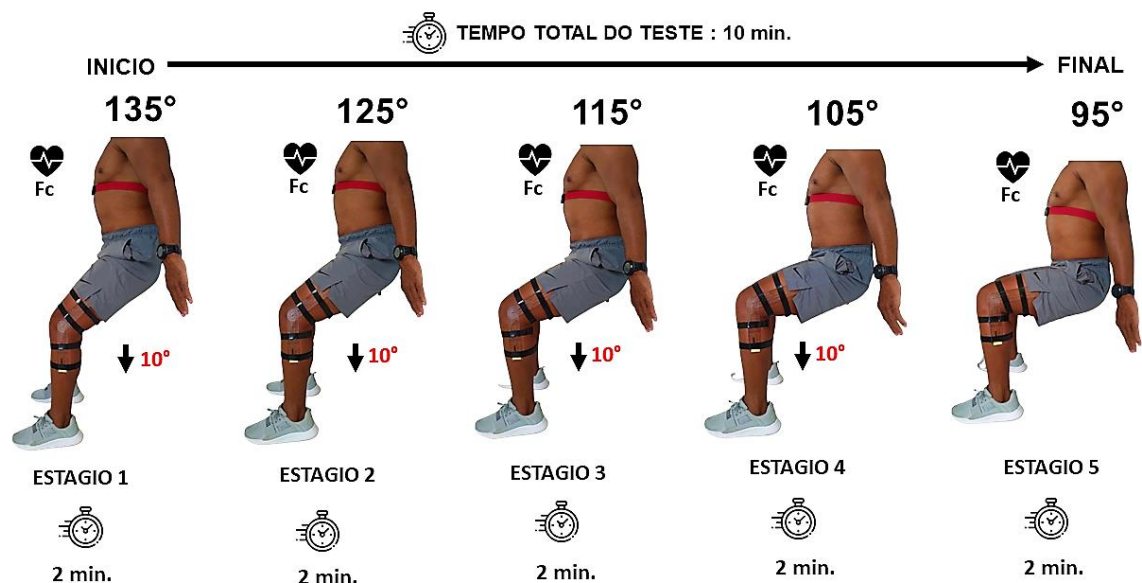 TEMPO TOTAL DO TESTE : 10 min.
INICIO
FINAL
135°
125°
115°
105°
95°
Fc
Fc
Fc
Fc
Fc
10°
10°
10°
10°
ESTAGIO 1
ESTAGIO 2
ESTAGIO 3
ESTAGIO 4
ESTAGIO 5
2 min.
2 min.
2 min.
2 min.
2 min.